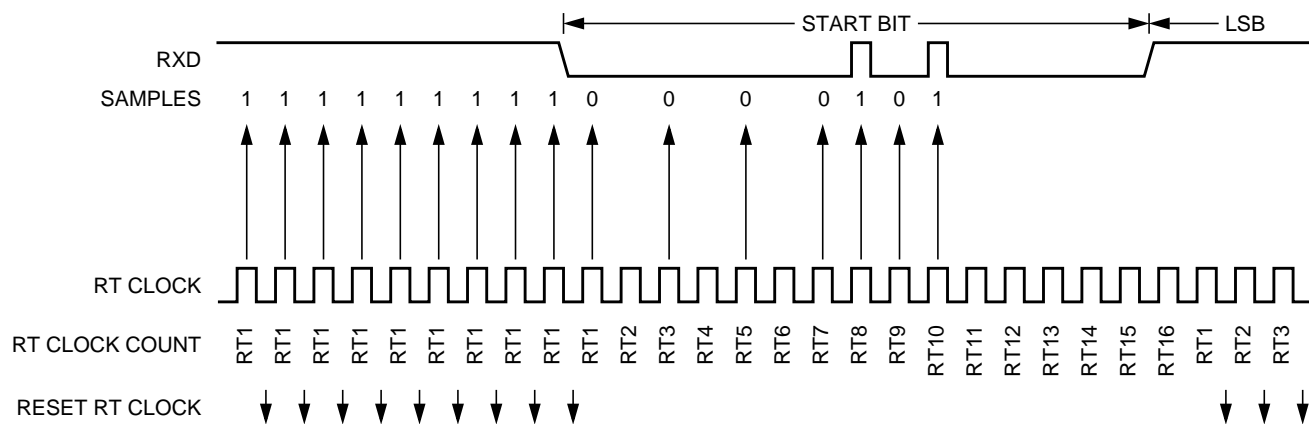 START BIT LSB
RXD
SAMPLES 1 1 1 1 1 1 1 1 1 0 0 0 0 1 0 1
RT CLOCK
RT CLOCK COUNT RT1 RT1 RT1 RT1 RT1 RT1 RT1 RT1 RT1 RT1 RT2 RT3 RT4 RT5 RT6 RT7 RT8 RT9 RT10 RT11 RT12 RT13 RT14 RT15 RT16 RT1 RT2 RT3
RESET RT CLOCK